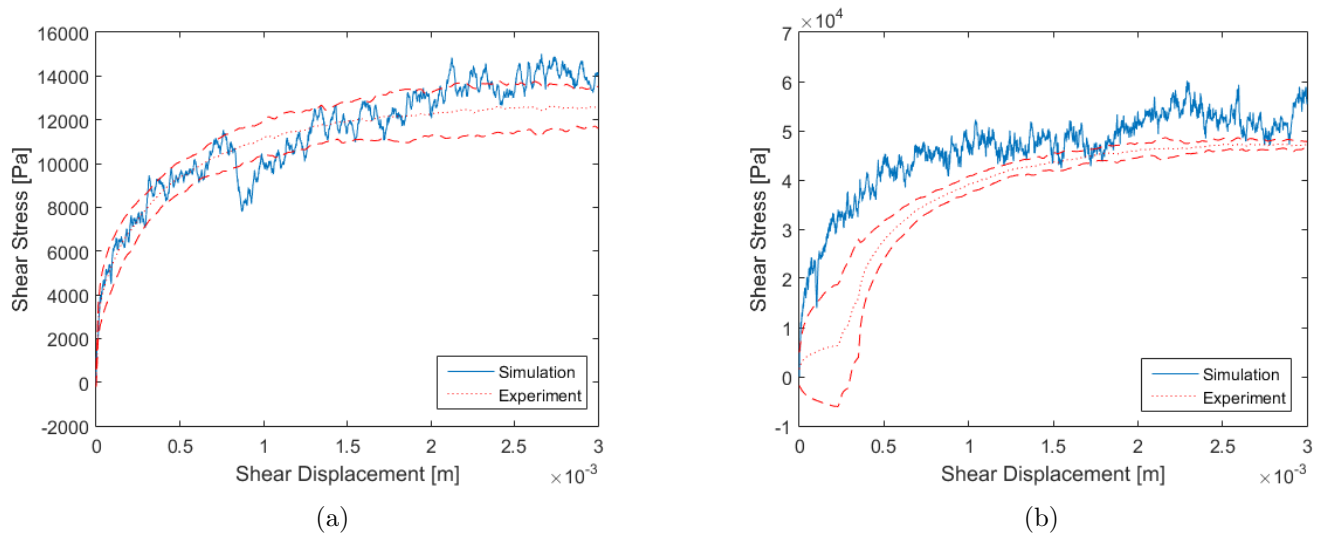 16000
14000
12000
10000
8000
6000
4000
2000
0
-2000
Shear Stress [Pa]
0 0.5 1 1.5 2 2.5 3
Shear Displacement [m]
×10-3
Simulation
Experiment
(a)
×10^4
7
6
5
4
3
2
1
0
-1
Shear Stress [Pa]
0 0.5 1 1.5 2 2.5 3
Shear Displacement [m]
×10-3
Simulation
Experiment
(b)